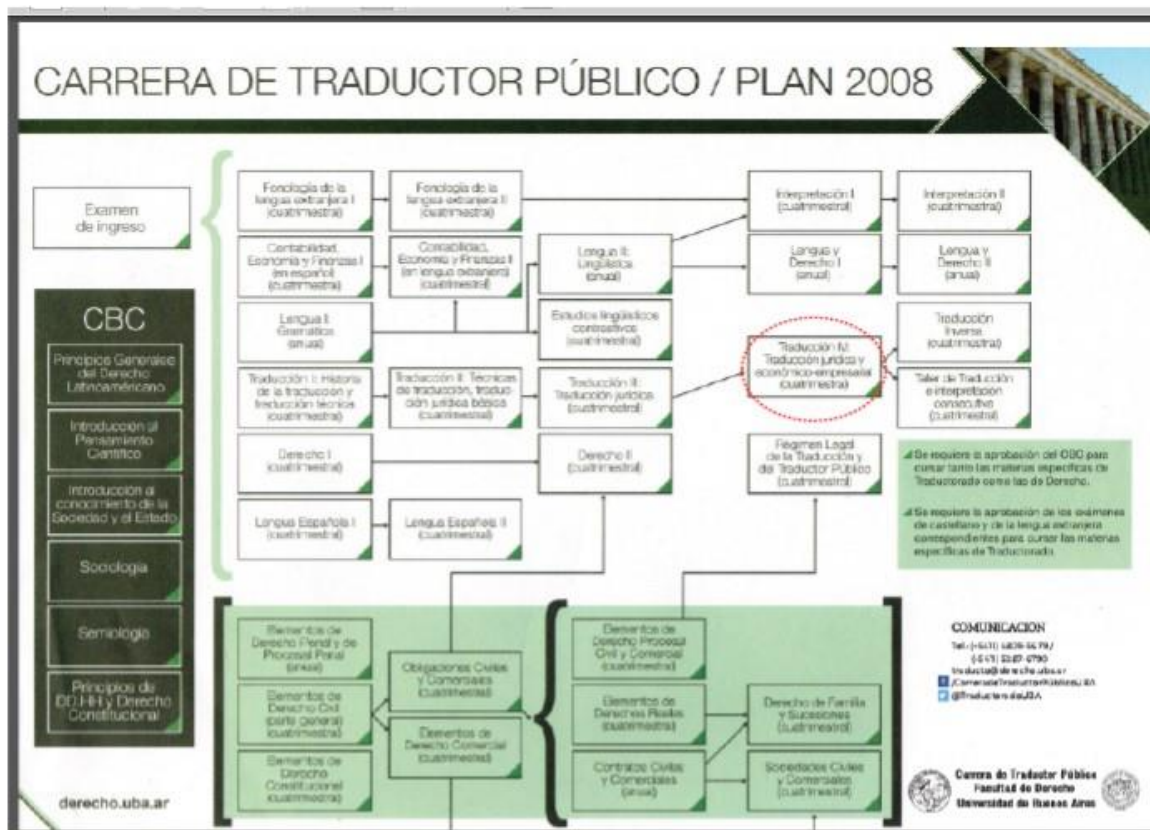 CARRERA DE TRADUCTOR PÚBLICO / PLAN 2008
Examen
de ingreso
CBC
Principios Generales
del Derecho
Latinoamericano
Introducción al
Pensamiento
Científico
Introducción al
conocimiento de la
Sociedad y el Estado
Sociología
Semiología
Principios de
DD.HH y Derecho
Constitucional
Fonología de la
lengua extranjera I
(cuatrimestral)
Fonología de la
lengua extranjera II
(cuatrimestral)
Interpretación I
(cuatrimestral)
Interpretación II
(cuatrimestral)
Contabilidad,
Economía y Finanzas I
(en español)
(cuatrimestral)
Contabilidad,
Economía y Finanzas II
(en lengua extranjera)
(cuatrimestral)
Lengua II:
Lingüística
(anual)
Lengua y
Derecho I
(anual)
Lengua y
Derecho II
(anual)
Lengua I:
Gramática
(anual)
Estudios lingüísticos
contrastivos
(cuatrimestral)
Traducción IV:
Traducción jurídica y
económico-empresarial
(cuatrimestral)
Traducción
Inversa
(cuatrimestral)
Traducción I: Historia
de la traducción y
traducción técnica
(cuatrimestral)
Traducción II: Técnicas
de traducción, traduc-
ción jurídica básica
(cuatrimestral)
Traducción III:
Traducción jurídica
(cuatrimestral)
Taller de Traducción
e interpretación
consecutiva
(cuatrimestral)
Derecho I
(cuatrimestral)
Derecho II
(cuatrimestral)
Régimen Legal
de la Traducción y
del Traductor Público
(cuatrimestral)
Lengua Española I
(cuatrimestral)
Lengua Española II
(cuatrimestral)
Se requiere la aprobación del CBC para
cursar tanto las materias específicas de
Traductorado como las de Derecho.
Se requiere la aprobación de los exámenes
de castellano y de la lengua extranjera
correspondientes para cursar las materias
específicas de Traductorado.
Elementos de
Derecho Penal y de
Procesal Penal
(anual)
Elementos de
Derecho Civil
(parte general)
(cuatrimestral)
Elementos de
Derecho
Constitucional
(cuatrimestral)
Obligaciones Civiles
y Comerciales
(cuatrimestral)
Elementos de
Derecho Comercial
(cuatrimestral)
Elementos de
Derecho Procesal
Civil y Comercial
(cuatrimestral)
Elementos de
Derechos Reales
(cuatrimestral)
Contratos Civiles
y Comerciales
(anual)
Derecho de Familia
y Sucesiones
(cuatrimestral)
Sociedades Civiles
y Comerciales
(cuatrimestral)
COMUNICACION
traducto@derecho.uba.ar
/CarreradeTraductorPúblicoUBA
@TraductoradoUBA
derecho.uba.ar
Carrera de Traductor Público
Facultad de Derecho
Universidad de Buenos Aires